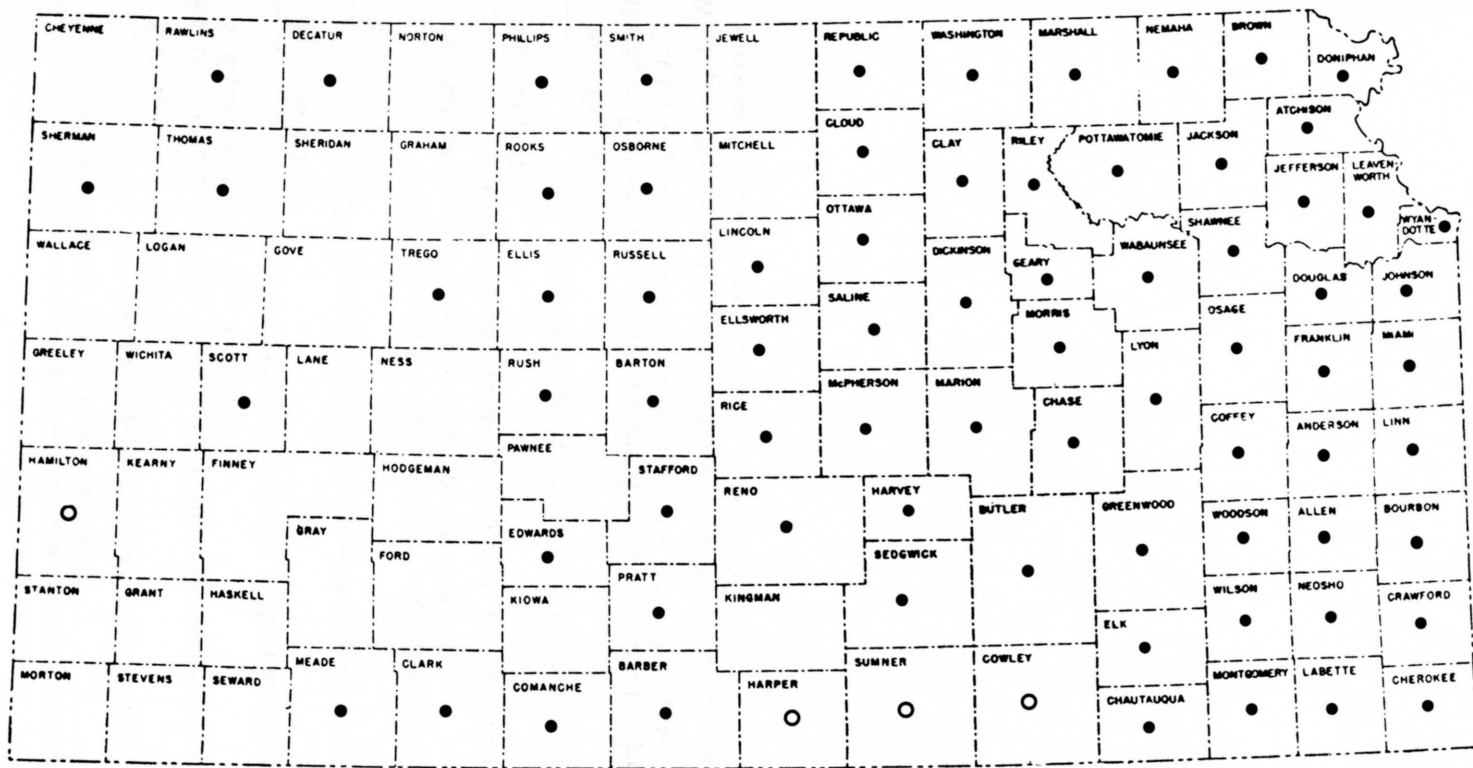 CHEYENNE
RAWLINS
DECATUR
NORTON
PHILLIPS
SMITH
JEWELL
REPUBLIC
WASHINGTON
MARSHALL
NEMAHA
BROWN
DONIPHAN
SHERMAN
THOMAS
SHERIDAN
GRAHAM
ROOKS
OSBORNE
MITCHELL
CLOUD
CLAY
RILEY
POTTAWATOMIE
JACKSON
ATCHISON
JEFFERSON
LEAVEN
WORTH
WYAN
DOTTE
WALLACE
LOGAN
GOVE
TREGO
ELLIS
RUSSELL
LINCOLN
OTTAWA
DICKINSON
GEARY
WABAUNSEE
SHAWNEE
DOUGLAS
JOHNSON
ELLSWORTH
SALINE
MORRIS
OSAGE
GREELEY
WICHITA
SCOTT
LANE
NESS
RUSH
BARTON
RICE
McPHERSON
MARION
CHASE
LYON
FRANKLIN
MIAMI
COFFEY
ANDERSON
LINN
HAMILTON
KEARNY
FINNEY
HODGEMAN
PAWNEE
STAFFORD
RENO
HARVEY
BUTLER
GREENWOOD
WOODSON
ALLEN
BOURBON
GRAY
FORD
EDWARDS
SEDGWICK
STANTON
GRANT
HASKELL
KIOWA
PRATT
KINGMAN
ELK
WILSON
NEOSHO
CRAWFORD
MORTON
STEVENS
SEWARD
MEADE
CLARK
COMANCHE
BARBER
HARPER
SUMNER
COWLEY
CHAUTAUQUA
MONTGOMERY
LABETTE
CHEROKEE